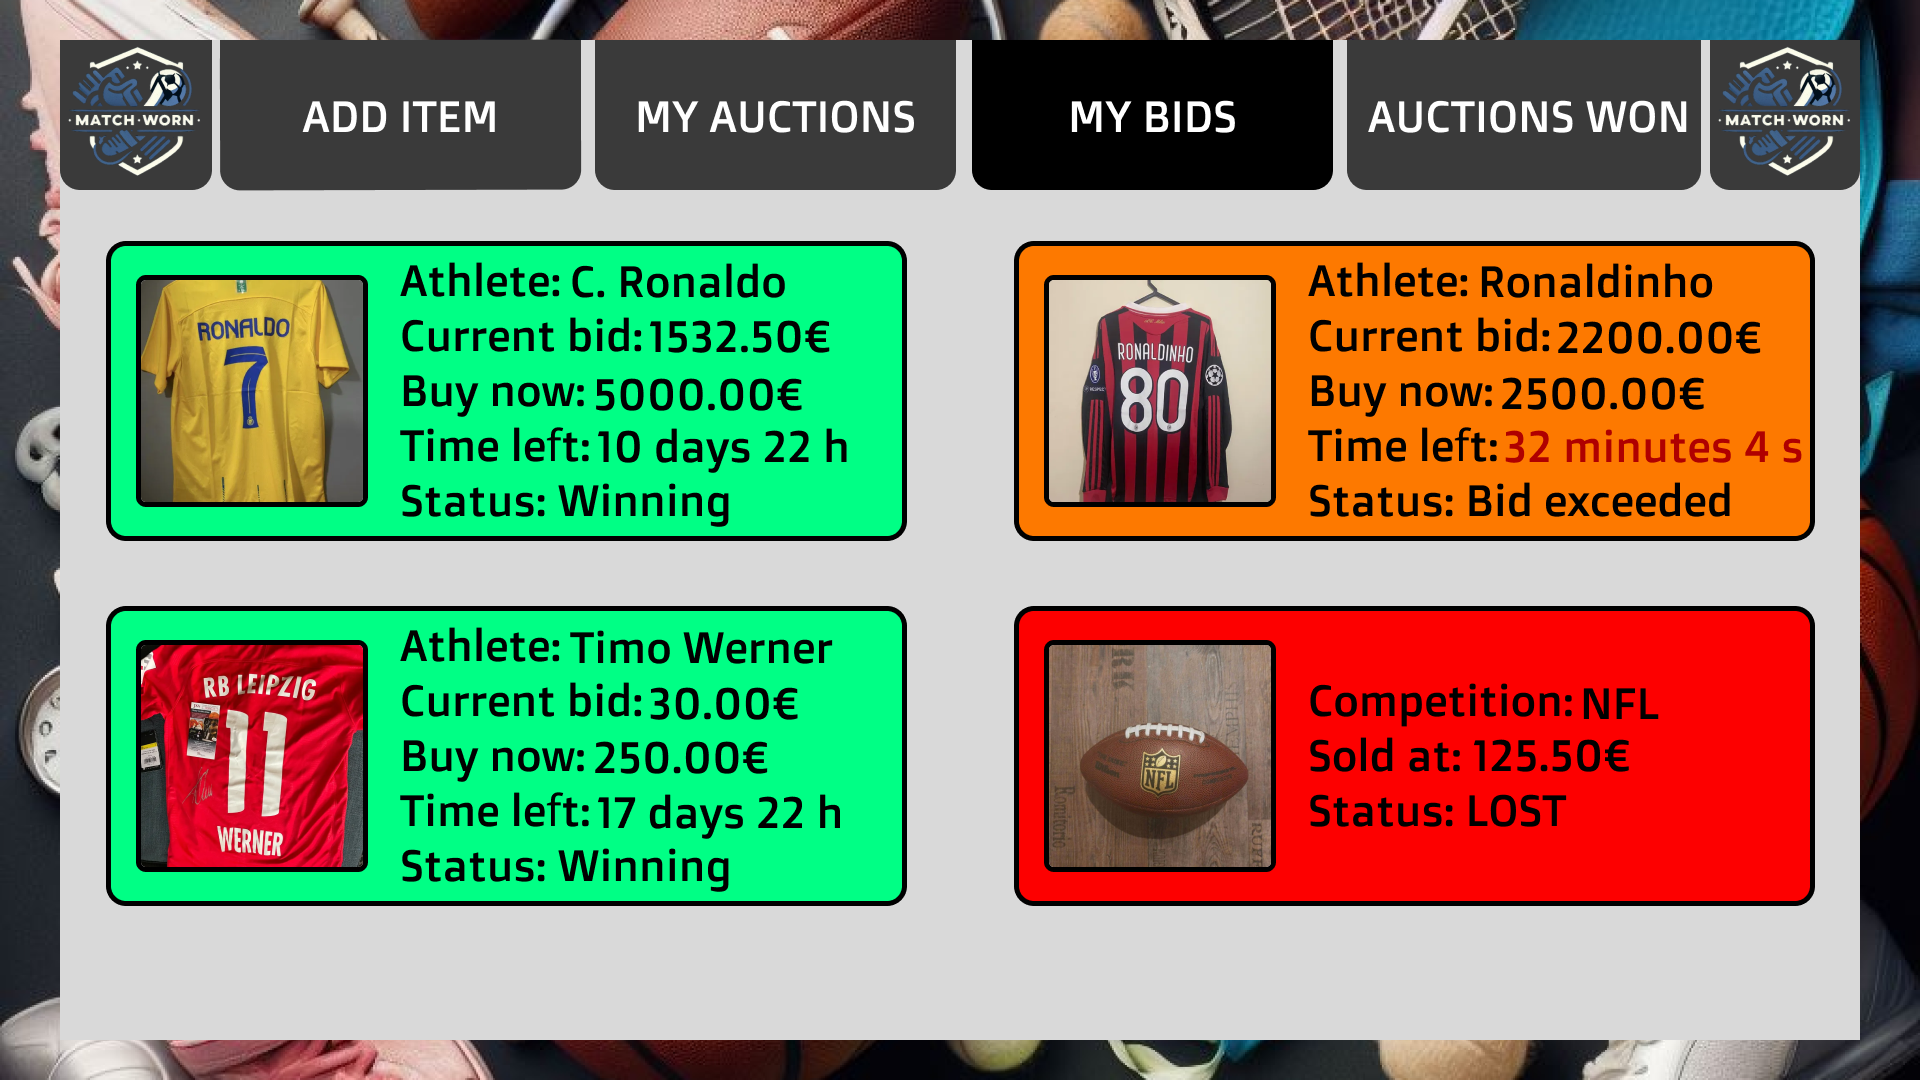 MATCH·WORN
ADD ITEM
MY AUCTIONS
MY BIDS
AUCTIONS WON
MATCH·WORN
RONALDO
7
Athlete: C. Ronaldo
Current bid: 1532.50€
Buy now: 5000.00€
Time left: 10 days 22 h
Status: Winning
RONALDINHO
80
Athlete: Ronaldinho
Current bid: 2200.00€
Buy now: 2500.00€
Time left: 32 minutes 4 s
Status: Bid exceeded
RB LEIPZIG
11
WERNER
Athlete: Timo Werner
Current bid: 30.00€
Buy now: 250.00€
Time left: 17 days 22 h
Status: Winning
NFL
Competition: NFL
Sold at: 125.50€
Status: LOST